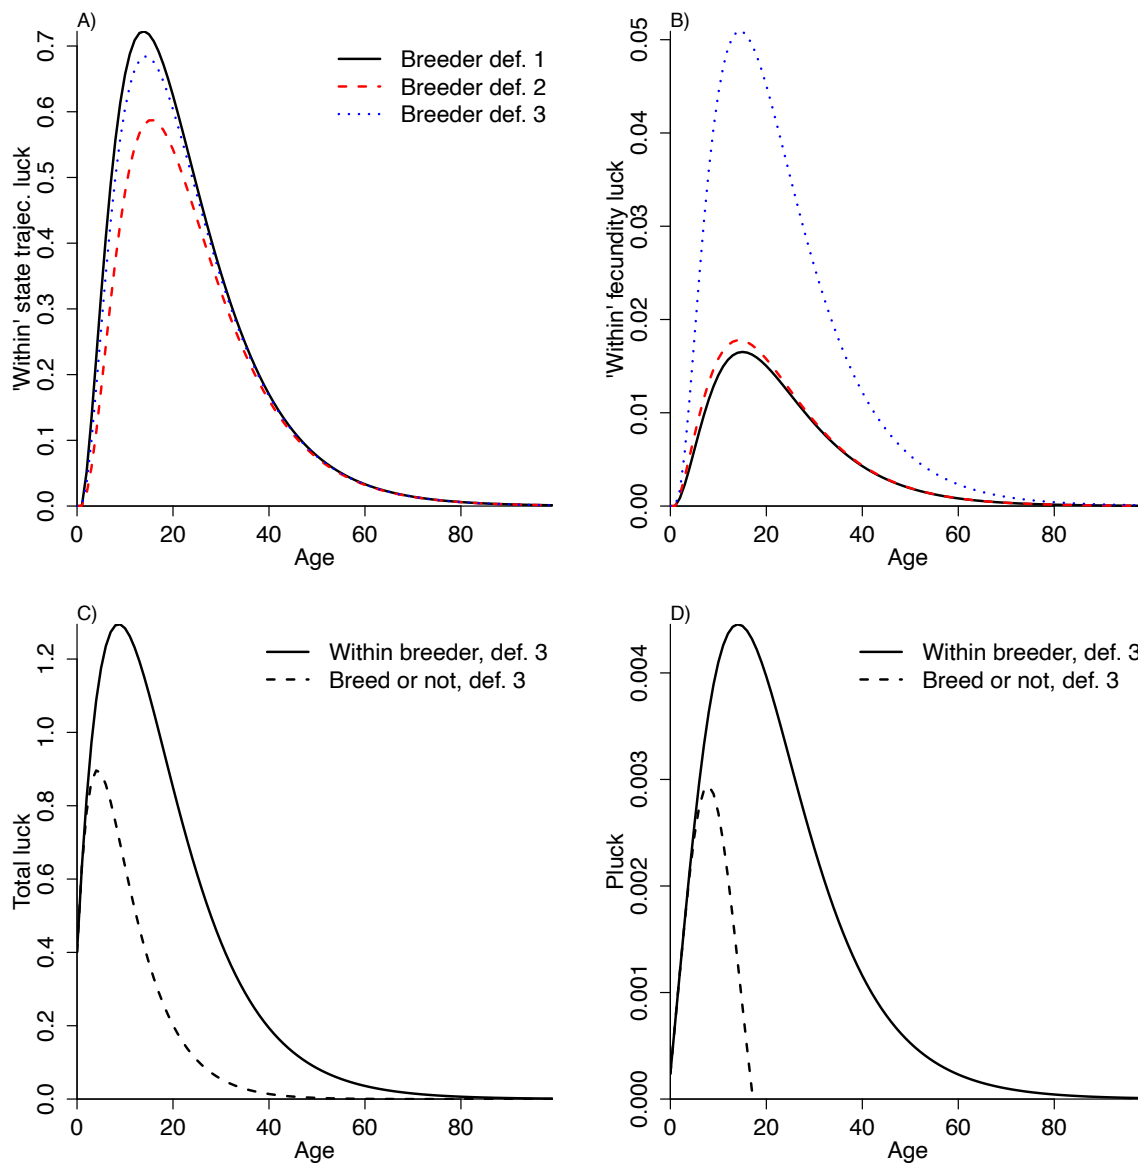 A)
Breeder def. 1
Breeder def. 2
Breeder def. 3
'Within' state trajec. luck
0.0 0.1 0.2 0.3 0.4 0.5 0.6 0.7
0 20 40 60 80
Age
B)
'Within' fecundity luck
0.00 0.01 0.02 0.03 0.04 0.05
0 20 40 60 80
Age
C)
Within breeder, def. 3
Breed or not, def. 3
Total luck
0.0 0.2 0.4 0.6 0.8 1.0 1.2
0 20 40 60 80
Age
D)
Within breeder, def. 3
Breed or not, def. 3
Pluck
0.000 0.001 0.002 0.003 0.004
0 20 40 60 80
Age